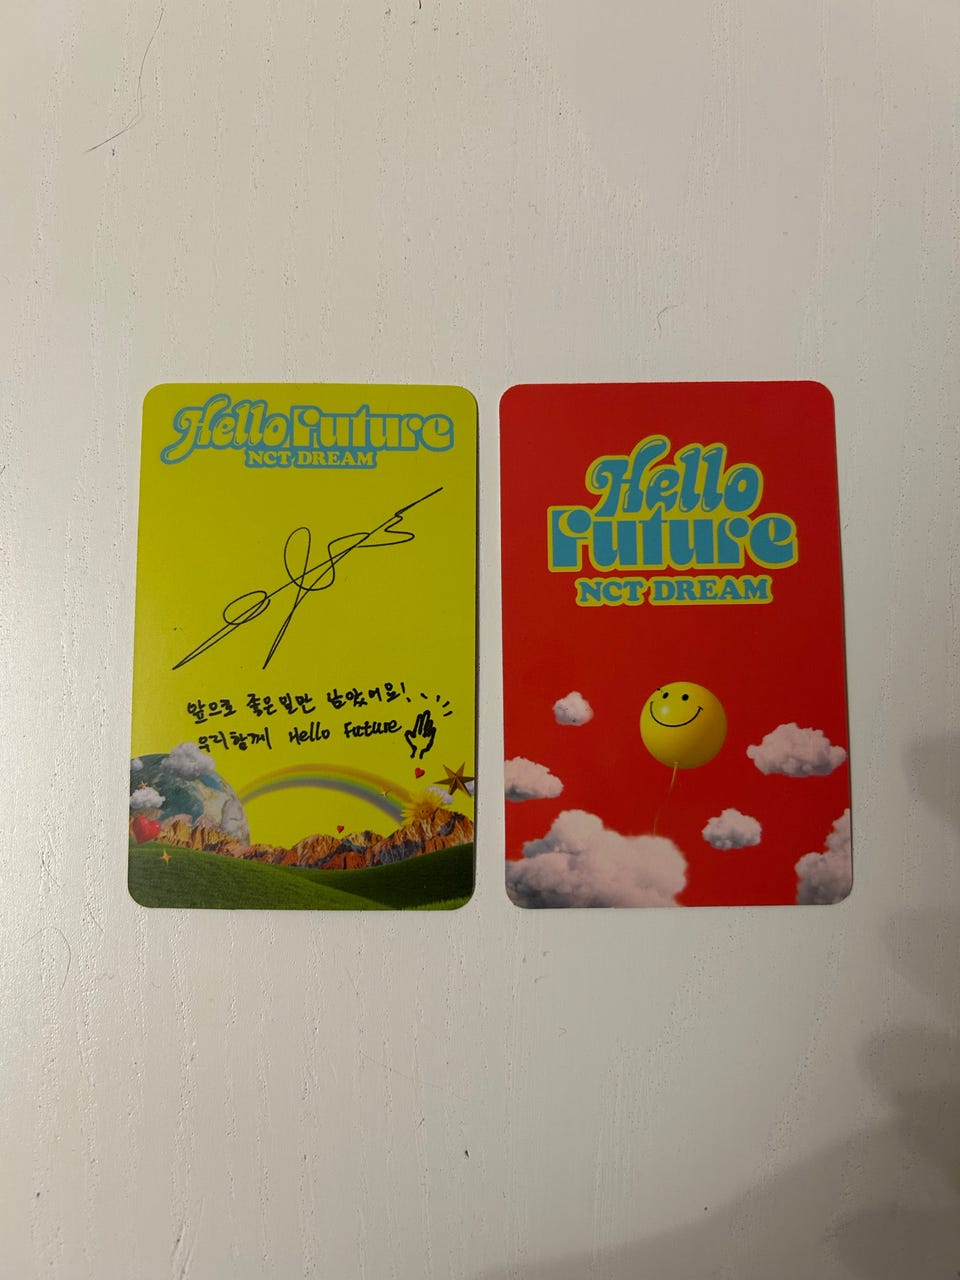 Hello Future
NCT DREAM
앞으로 좋은 일만 남았어요!
우리 함께 Hello Future
Hello
Future
NCT DREAM